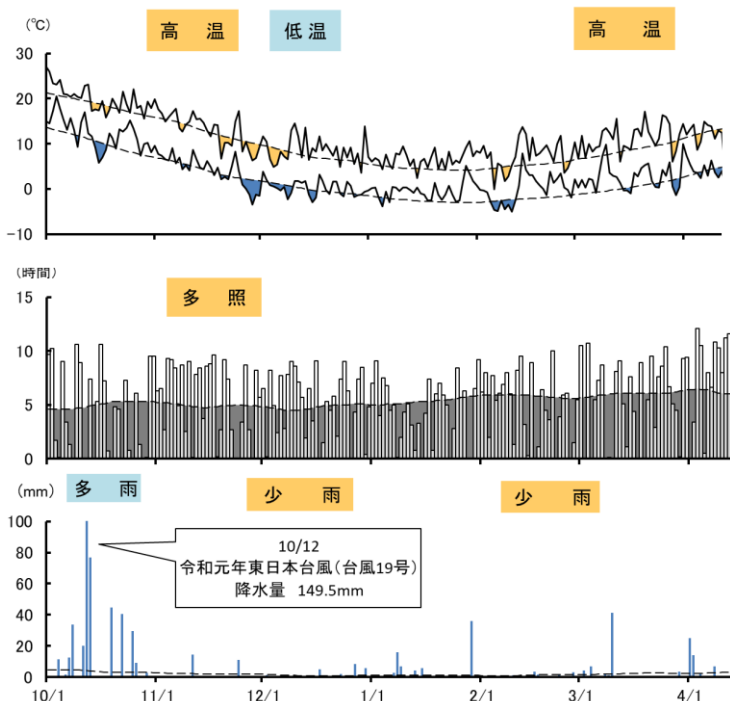 (℃)
高 温
低温
高 温
30
20
10
0
-10
(時間)
多 照
15
10
5
0
(mm)
多 雨
少 雨
少 雨
100
80
60
40
20
0
10/12
令和元年東日本台風(台風19号)
降水量 149.5mm
10/1 11/1 12/1 1/1 2/1 3/1 4/1